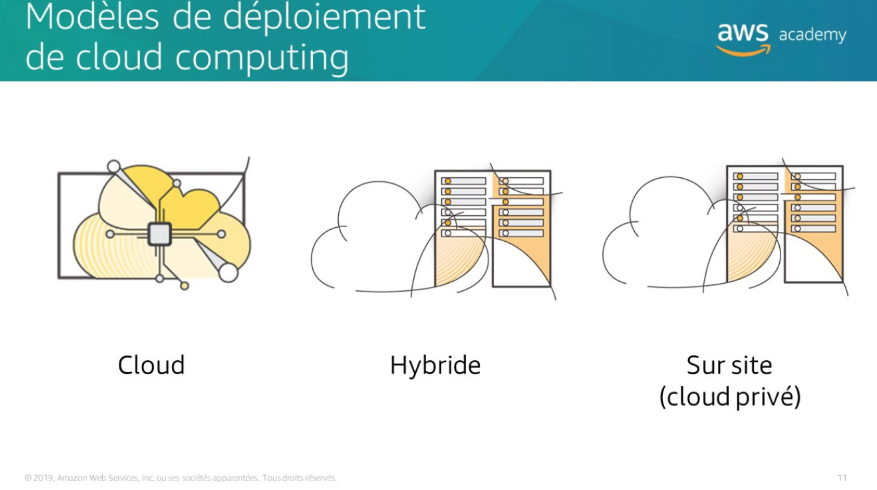 Modèles de déploiement
de cloud computing
aws academy
Cloud
Hybride
Sur site
(cloud privé)
© 2019, Amazon Web Services, Inc. ou ses sociétés apparentées. Tous droits réservés.
11